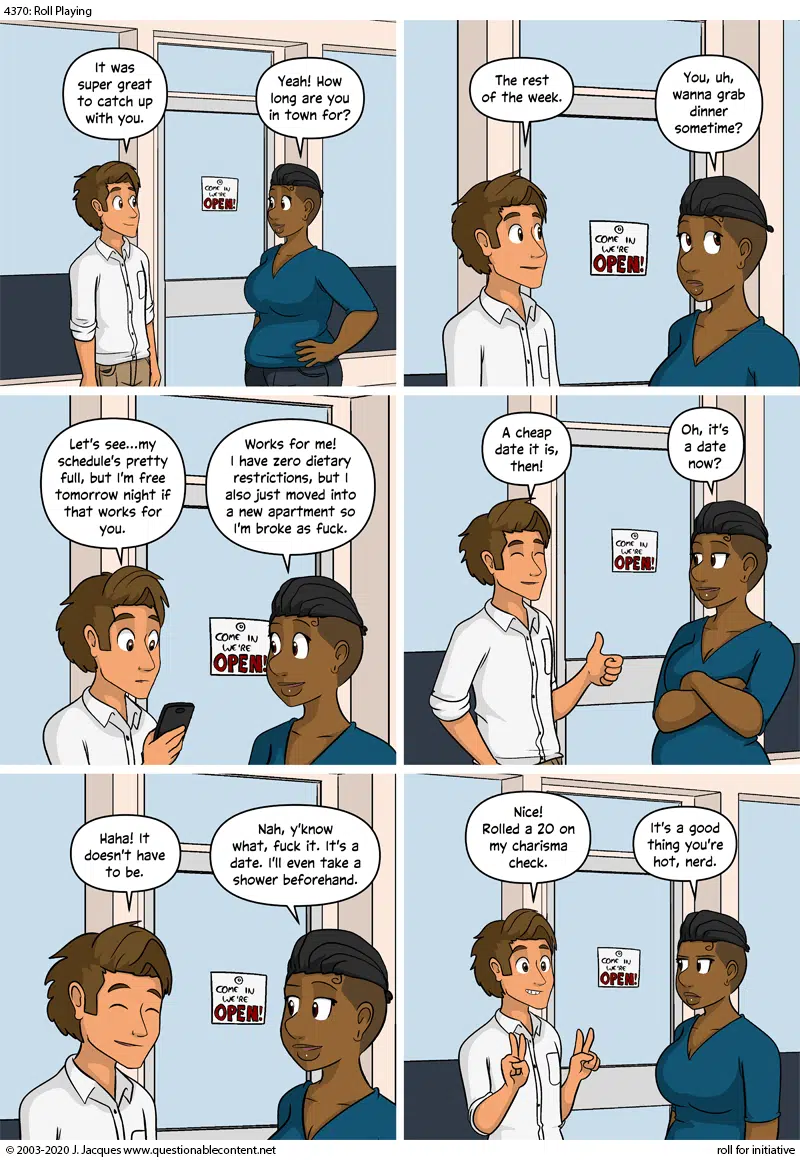 4370: Roll Playing
It was
super great
to catch up
with you.
Yeah! How
long are you
in town for?
COME IN
WE'RE
OPEN!
The rest
of the week.
You, uh,
wanna grab
dinner
sometime?
COME IN
WE'RE
OPEN!
Let's see...my
schedule's pretty
full, but I'm free
tomorrow night if
that works for
you.
Works for me!
I have zero dietary
restrictions, but I
also just moved into
a new apartment so
I'm broke as fuck.
COME IN
WE'RE
OPEN!
A cheap
date it is,
then!
Oh, it's
a date
now?
COME IN
WE'RE
OPEN!
Haha! It
doesn't have
to be.
Nah, y'know
what, fuck it. It's a
date. I'll even take a
shower beforehand.
COME IN
WE'RE
OPEN!
Nice!
Rolled a 20 on
my charisma
check.
It's a good
thing you're
hot, nerd.
COME IN
WE'RE
OPEN!
© 2003-2020 J. Jacques www.questionablecontent.net
roll for initiative